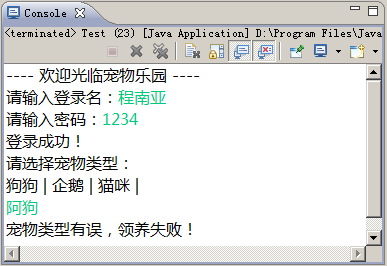 Console
<terminated> Test (23) [Java Application] D:\Program Files\Java
---- 欢迎光临宠物乐园 ----
请输入登录名：程南亚
请输入密码：1234
登录成功！
请选择宠物类型：
狗狗 | 企鹅 | 猫咪 |
阿狗
宠物类型有误，领养失败！